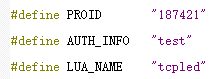 #define PROID "187421"
#define AUTH_INFO "test"
#define LUA_NAME "tcpled"